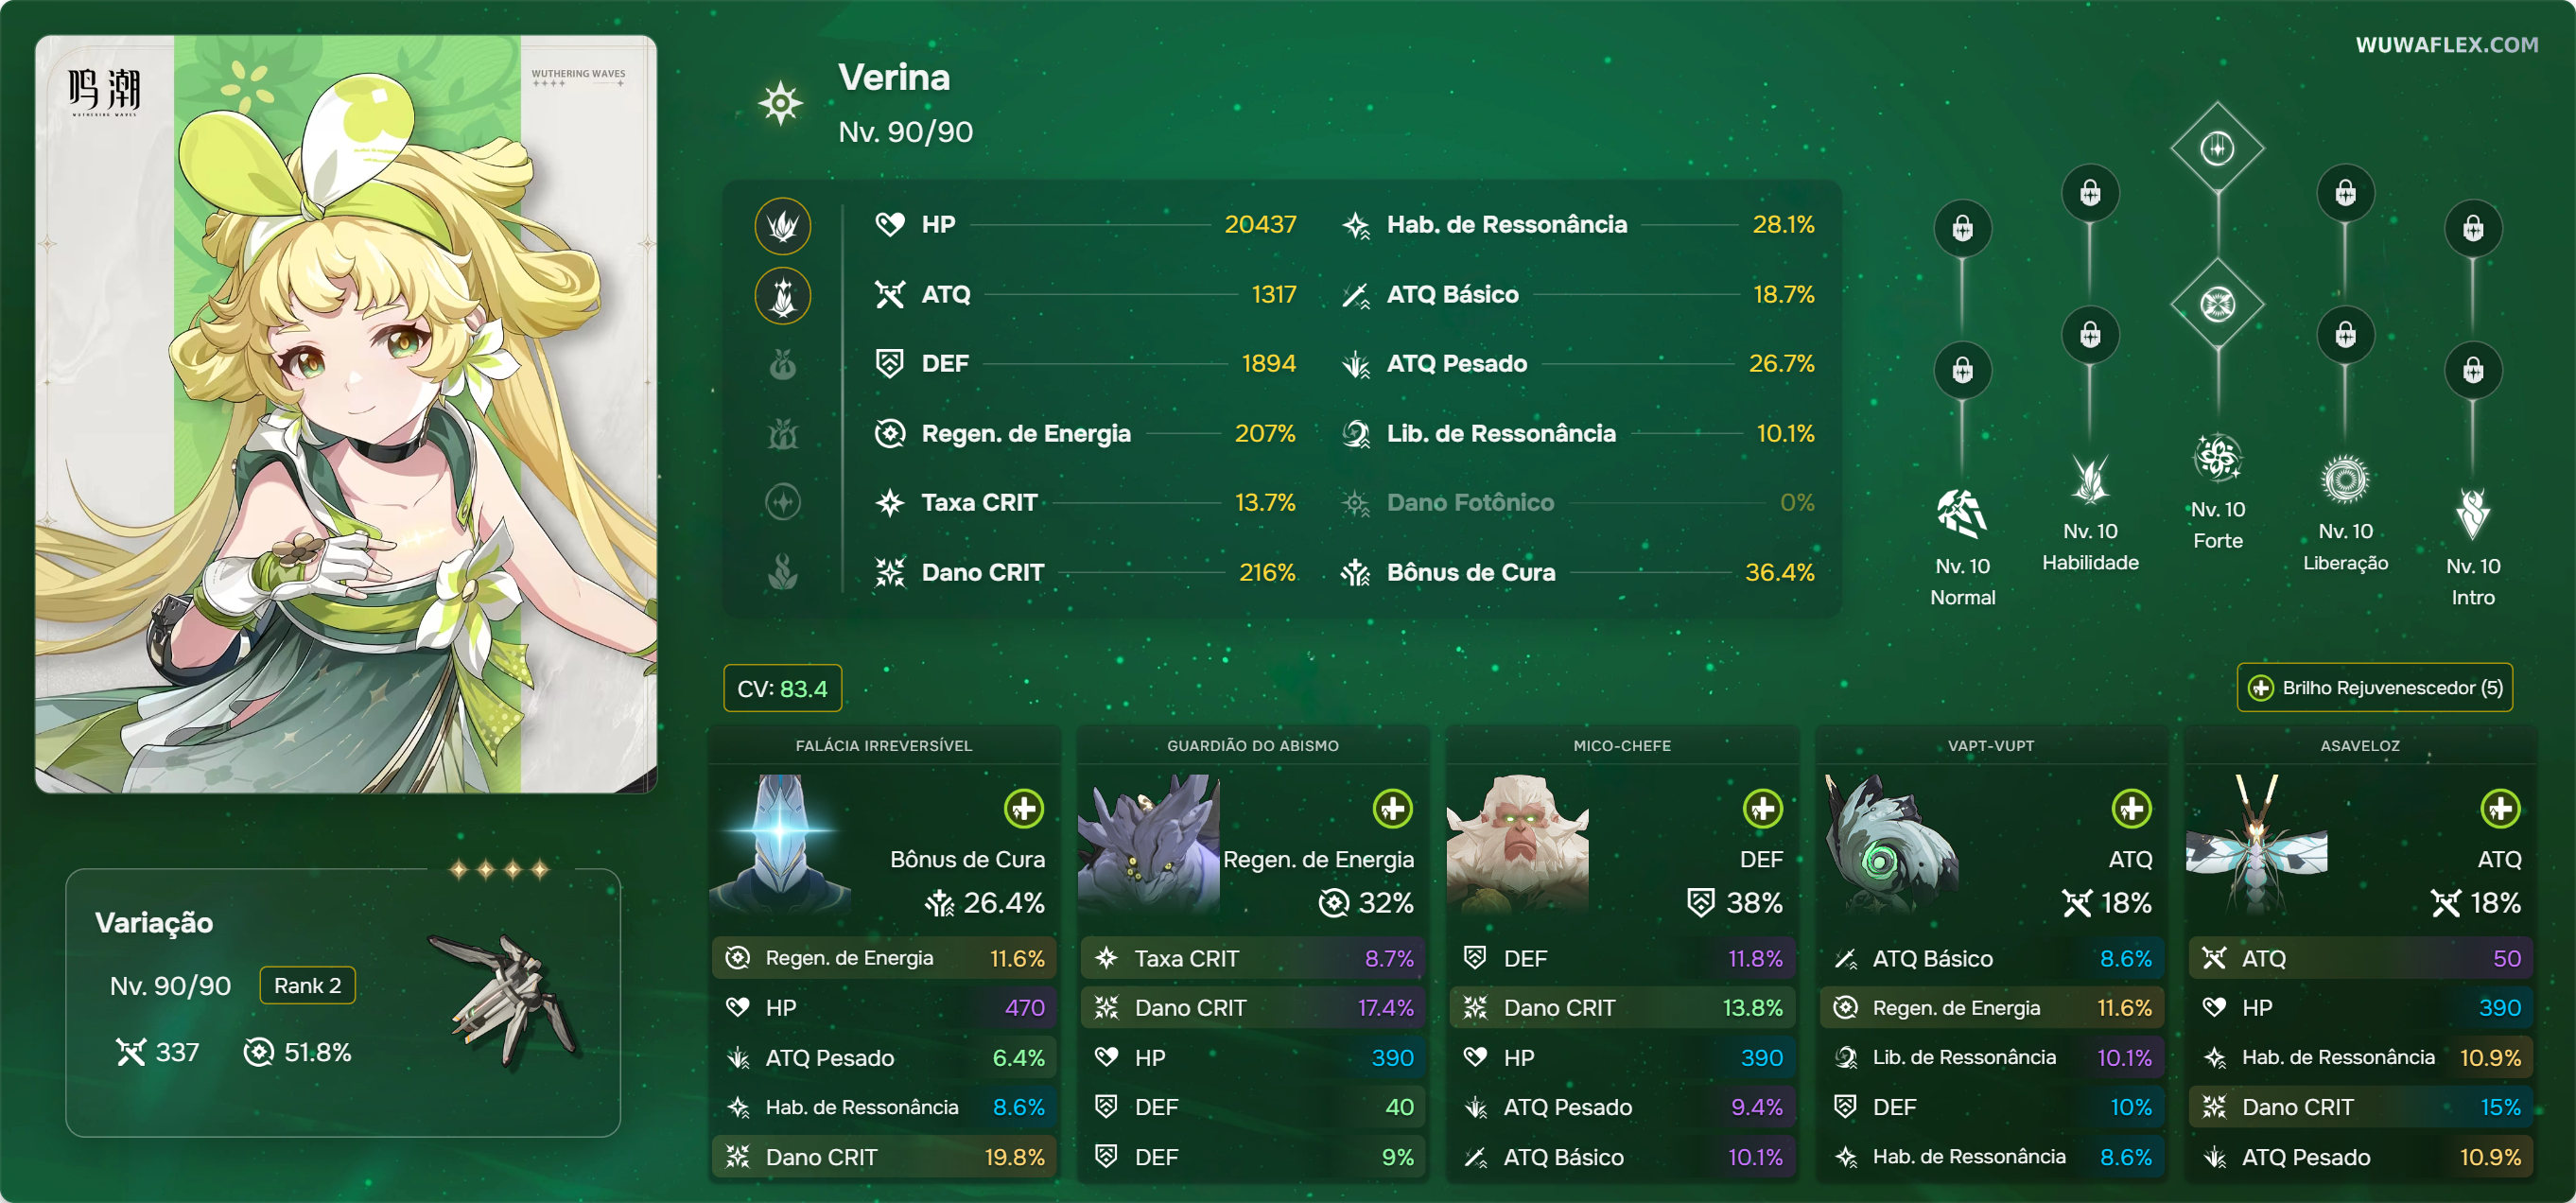 WUWAFLEX.COM
鸣潮
WUTHERING WAVES
WUTHERING WAVES
Verina
Nv. 90/90
HP 20437
ATQ 1317
DEF 1894
Regen. de Energia 207%
Taxa CRIT 13.7%
Dano CRIT 216%
Hab. de Ressonância 28.1%
ATQ Básico 18.7%
ATQ Pesado 26.7%
Lib. de Ressonância 10.1%
Dano Fotônico 0%
Bônus de Cura 36.4%
Nv. 10
Normal
Nv. 10
Habilidade
Nv. 10
Forte
Nv. 10
Liberação
Nv. 10
Intro
CV: 83.4
Brilho Rejuvenescedor (5)
Variação
Nv. 90/90 Rank 2
337 51.8%
FALÁCIA IRREVERSÍVEL
Bônus de Cura
26.4%
Regen. de Energia 11.6%
HP 470
ATQ Pesado 6.4%
Hab. de Ressonância 8.6%
Dano CRIT 19.8%
GUARDIÃO DO ABISMO
Regen. de Energia
32%
Taxa CRIT 8.7%
Dano CRIT 17.4%
HP 390
DEF 40
DEF 9%
MICO-CHEFE
DEF
38%
DEF 11.8%
Dano CRIT 13.8%
HP 390
ATQ Pesado 9.4%
ATQ Básico 10.1%
VAPT-VUPT
ATQ
18%
ATQ Básico 8.6%
Regen. de Energia 11.6%
Lib. de Ressonância 10.1%
DEF 10%
Hab. de Ressonância 8.6%
ASAVELOZ
ATQ
18%
ATQ 50
HP 390
Hab. de Ressonância 10.9%
Dano CRIT 15%
ATQ Pesado 10.9%